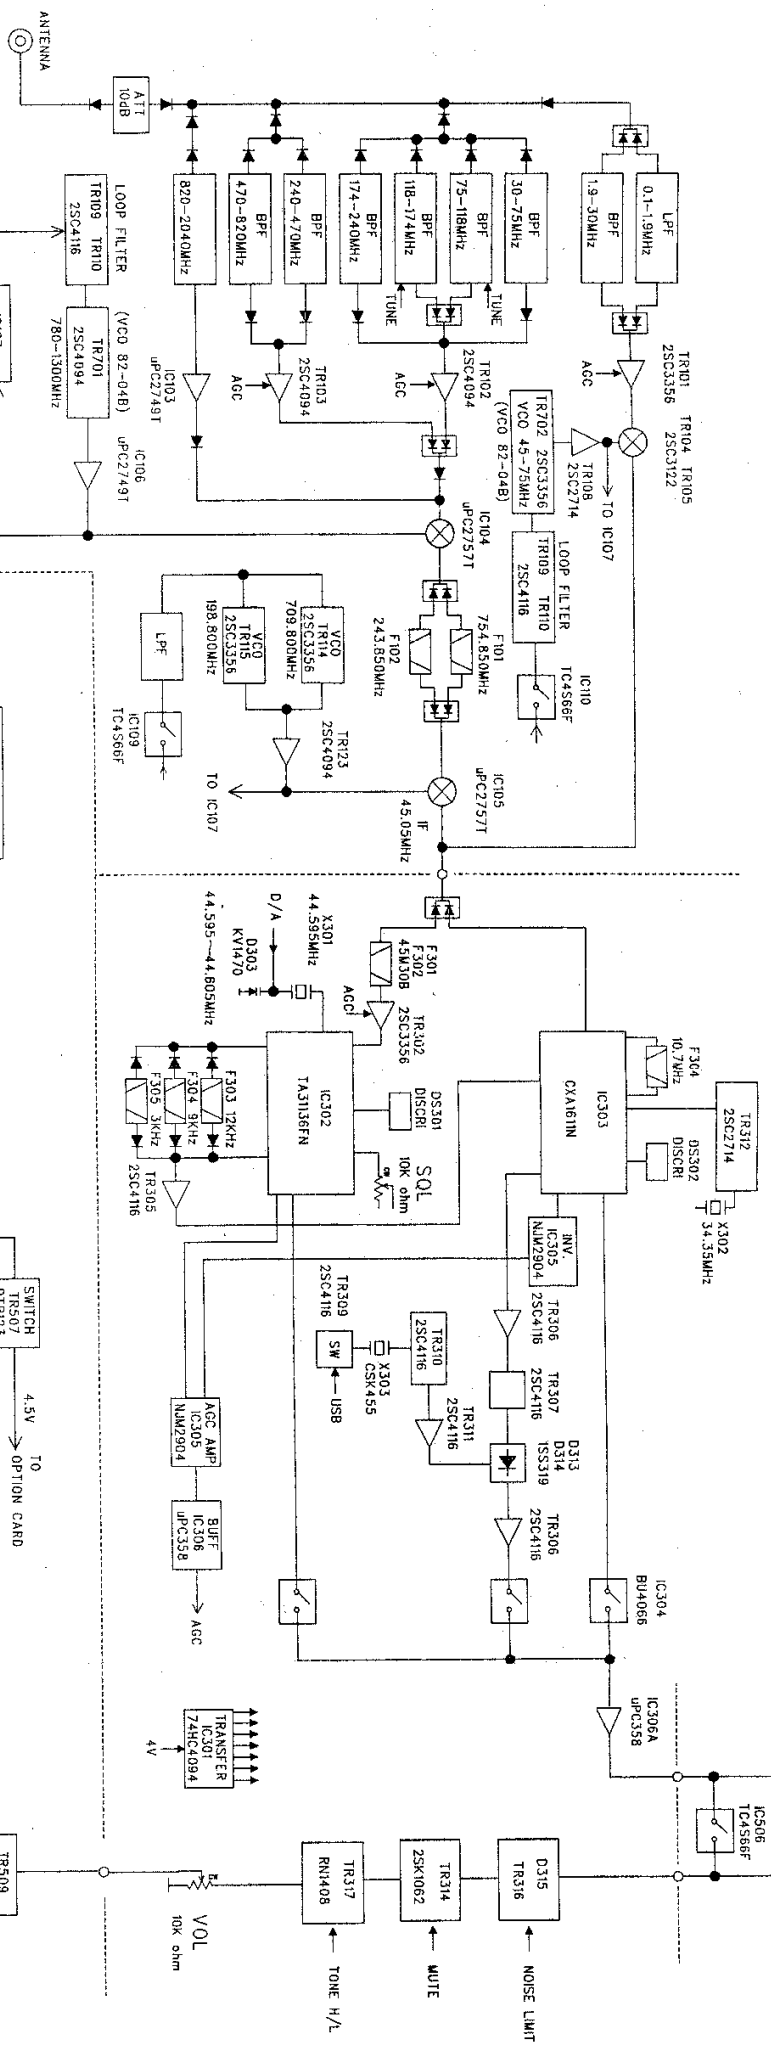 ANTENNA
ATT
10dB
LPF
0.1-1.9MHz
BPF
1.9-30MHz
BPF
30-75MHz
BPF
75-118MHz
BPF
118-174MHz
BPF
174-240MHz
BPF
240-470MHz
BPF
470-820MHz
820-2040MHz
TUNE
TUNE
TR101
2SC3356
AGC
TR104 TR105
2SC3122
TR102
2SC4094
AGC
TR103
2SC4094
AGC
IC103
uPC2749T
LOOP FILTER
TR109 TR110
2SC4116
(VCO 82-04B)
TR701
2SC4094
780-1300MHz
IC106
uPC2749T
TR702 2SC3356
VCO 45-75MHz
(VCO 82-04B)
TR108
2SC2714
TO IC107
LOOP FILTER
TR109 TR110
2SC4116
IC110
TC4S66F
IC104
uPC2757T
F101
754.850MHz
F102
243.850MHz
VCO
TR114
2SC3356
709.800MHz
VCO
TR115
2SC3356
198.800MHz
LPF
IC109
TC4S66F
TR123
2SC4094
TO IC107
IC105
uPC2757T
IF
45.05MHz
F301
F302
45M30B
AGC
TR302
2SC3356
X301
44.595MHz
D/A
D303
KV1470
44.595~44.605MHz
IC302
TA31136FN
DS301
DISCRI
SQL
10K ohm
F303 12KHz
F304 9KHz
F305 3KHz
TR305
2SC4116
F304
10.7MHz
IC303
CXA1611N
TR312
2SC2714
DS302
DISCRI
X302
34.35MHz
INV.
IC305
NJM2904
TR306
2SC4116
TR307
2SC4116
D313
D314
1SS319
TR306
2SC4116
TR309
2SC4116
SW
USB
X303
CSK455
TR310
2SC4116
TR311
2SC4116
AGC AMP
IC305
NJM2904
BUFF
IC306
uPC358
AGC
IC304
BU4066
IC306A
uPC358
TRANSFER
IC301
74HC4094
4V
IC506
TC4S66F
D315
TR316
NOISE LIMIT
TR314
2SK1062
MUTE
TR317
RN1408
TONE H/L
VOL
10K ohm
SWITCH
TR507
4.5V
TO
OPTION CARD
TR509